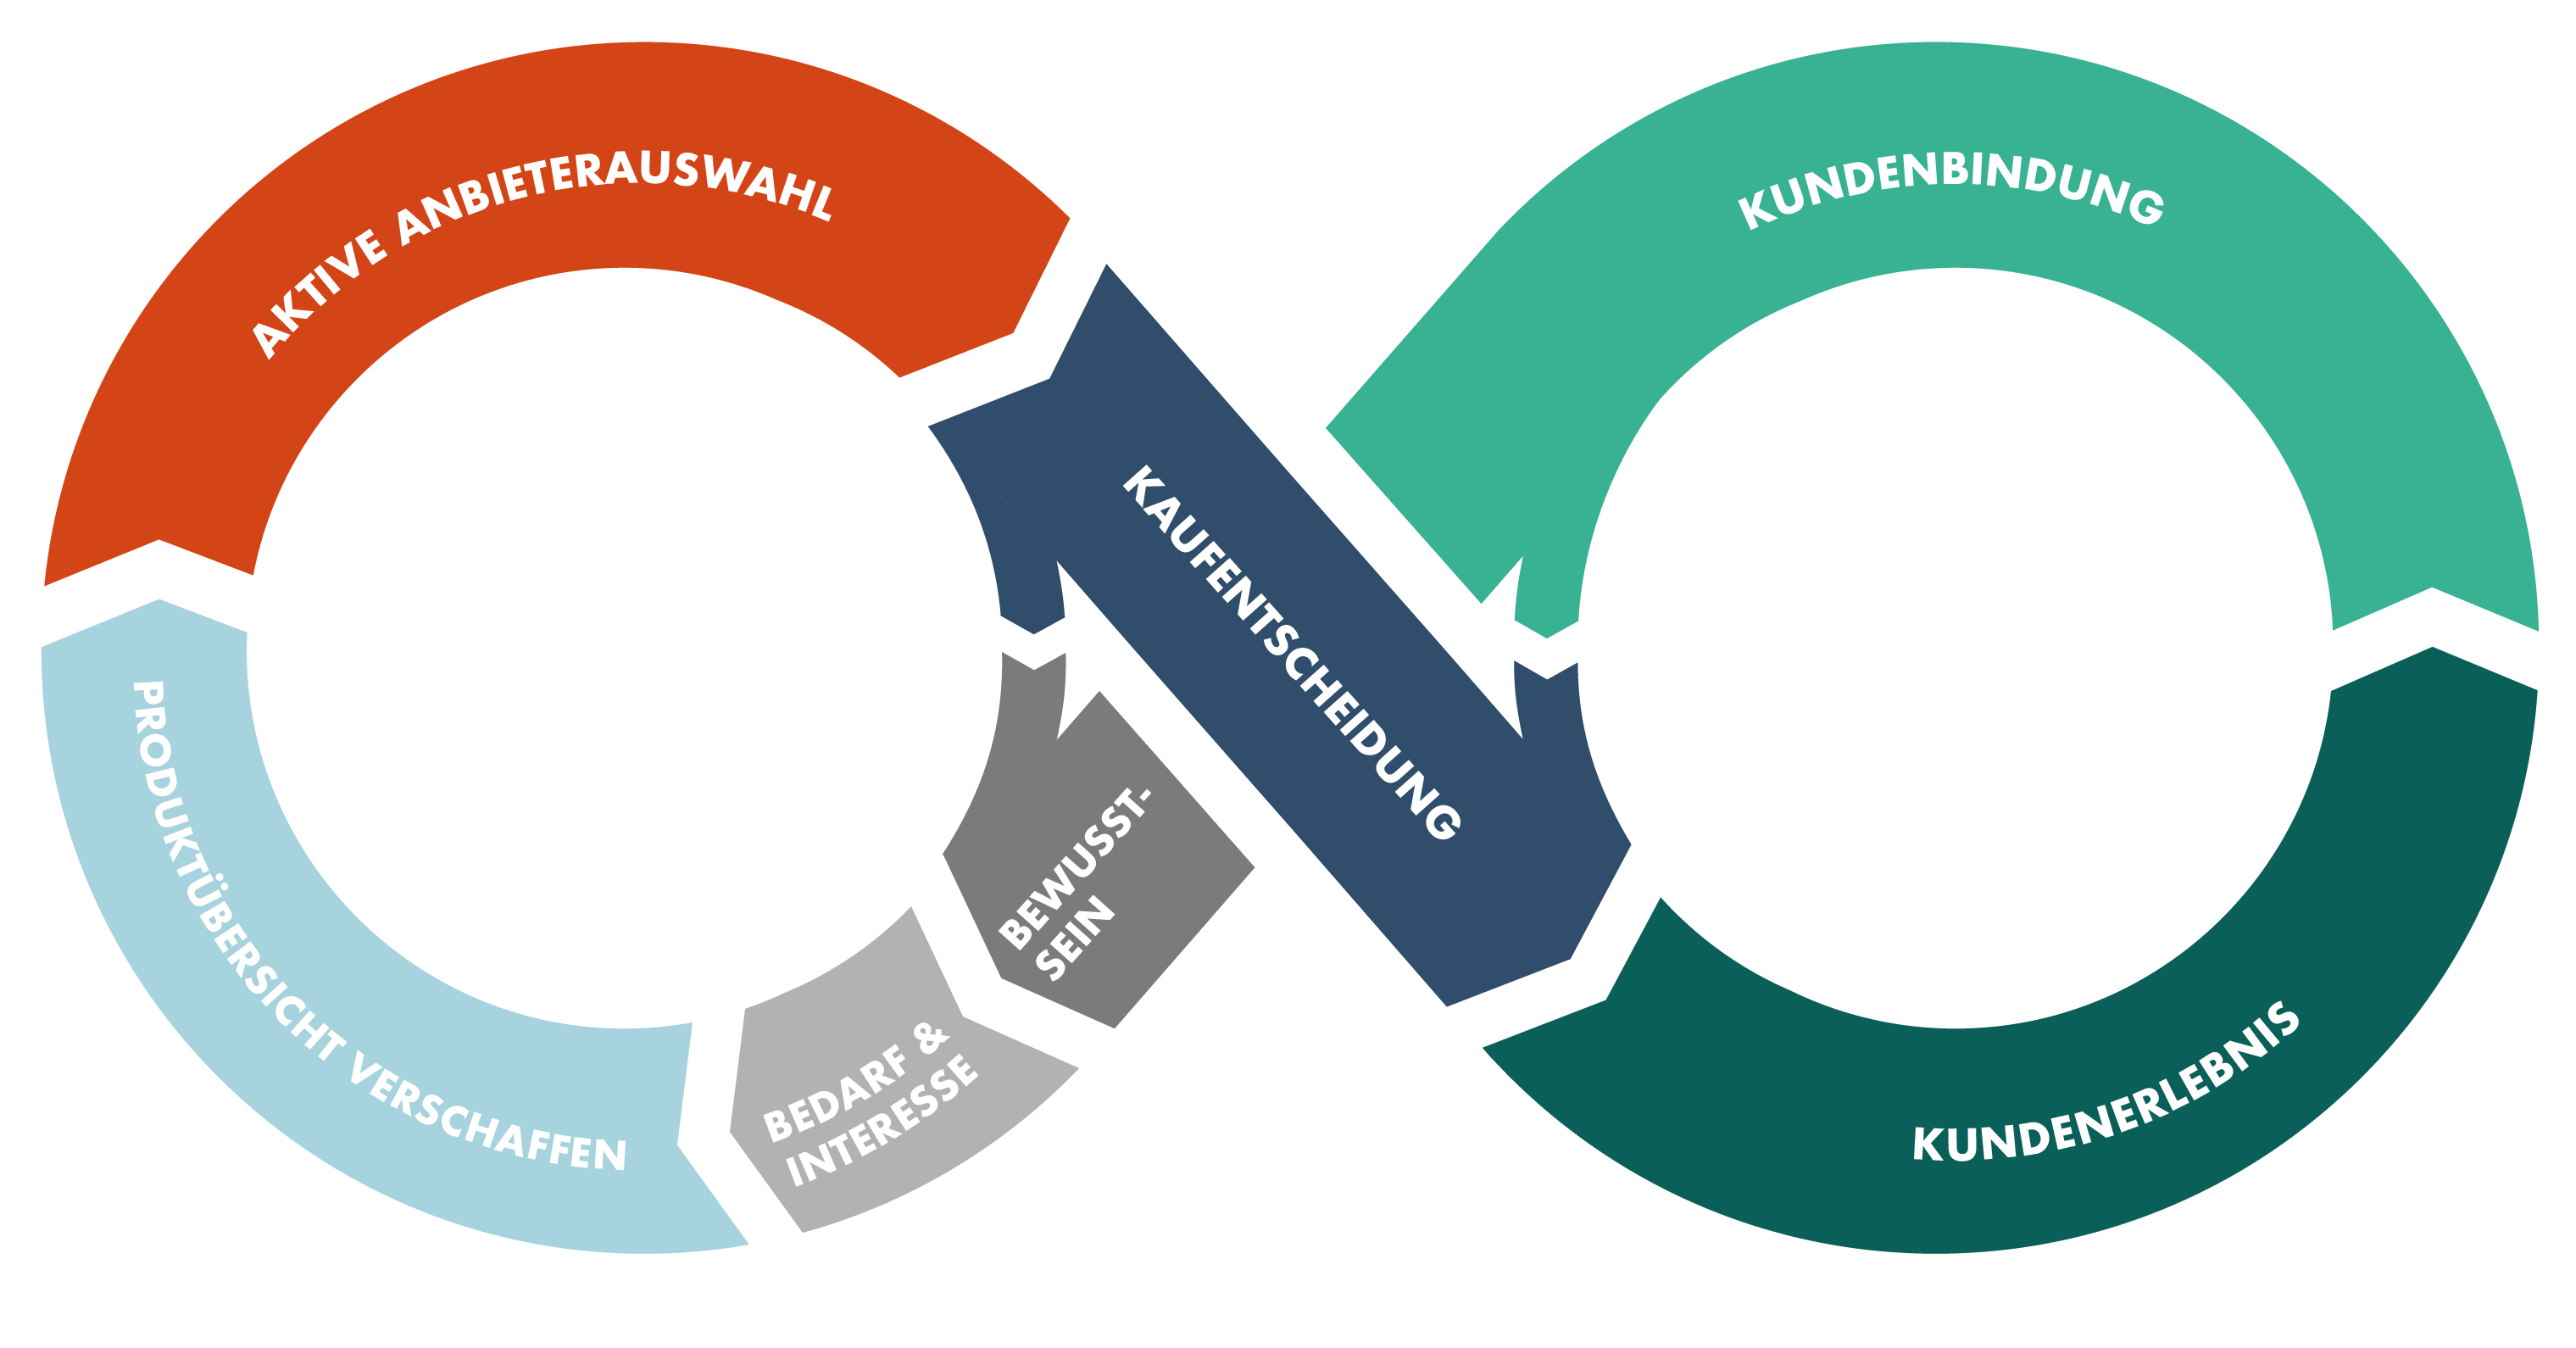 AKTIVE ANBIETERAUSWAHL
KUNDENBINDUNG
KAUFENTSCHEIDUNG
PRODUKTÜBERSICHT VERSCHAFFEN
BEWUSST-
SEIN
BEDARF &
INTERESSE
KUNDENERLEBNIS